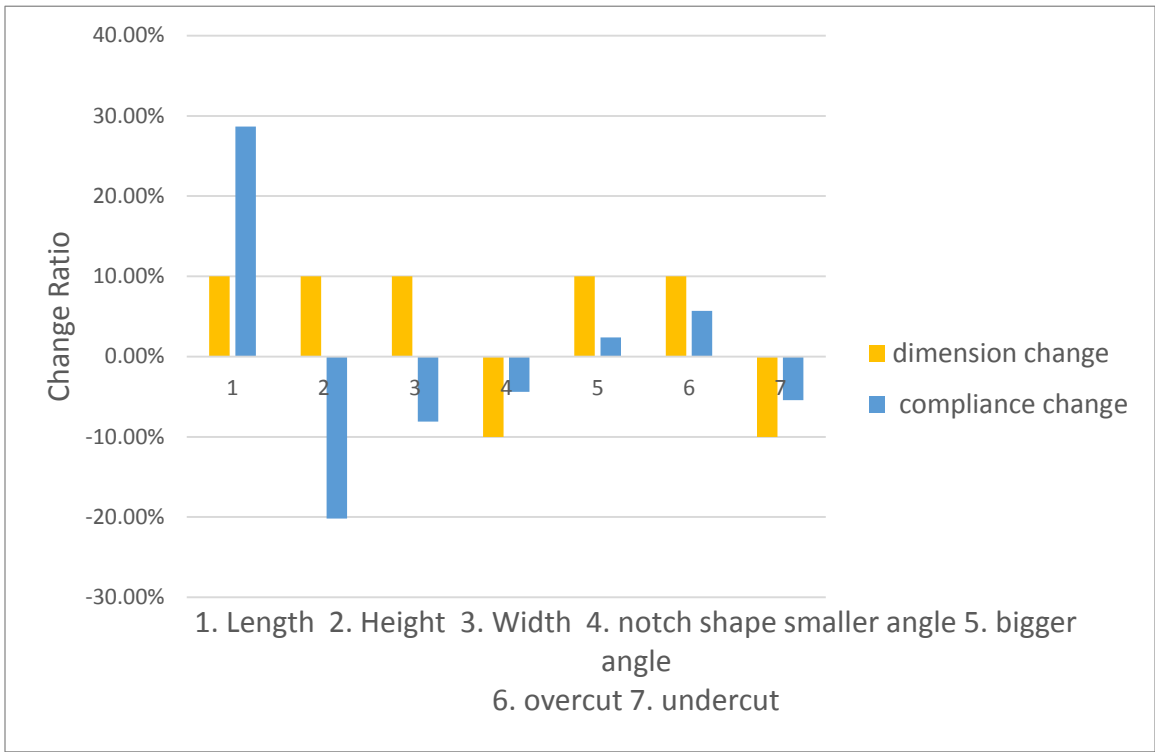 40.00%
30.00%
20.00%
10.00%
0.00%
-10.00%
-20.00%
-30.00%
Change Ratio
1 2 3 4 5 6 7
dimension change
compliance change
1. Length 2. Height 3. Width 4. notch shape smaller angle 5. bigger
angle
6. overcut 7. undercut